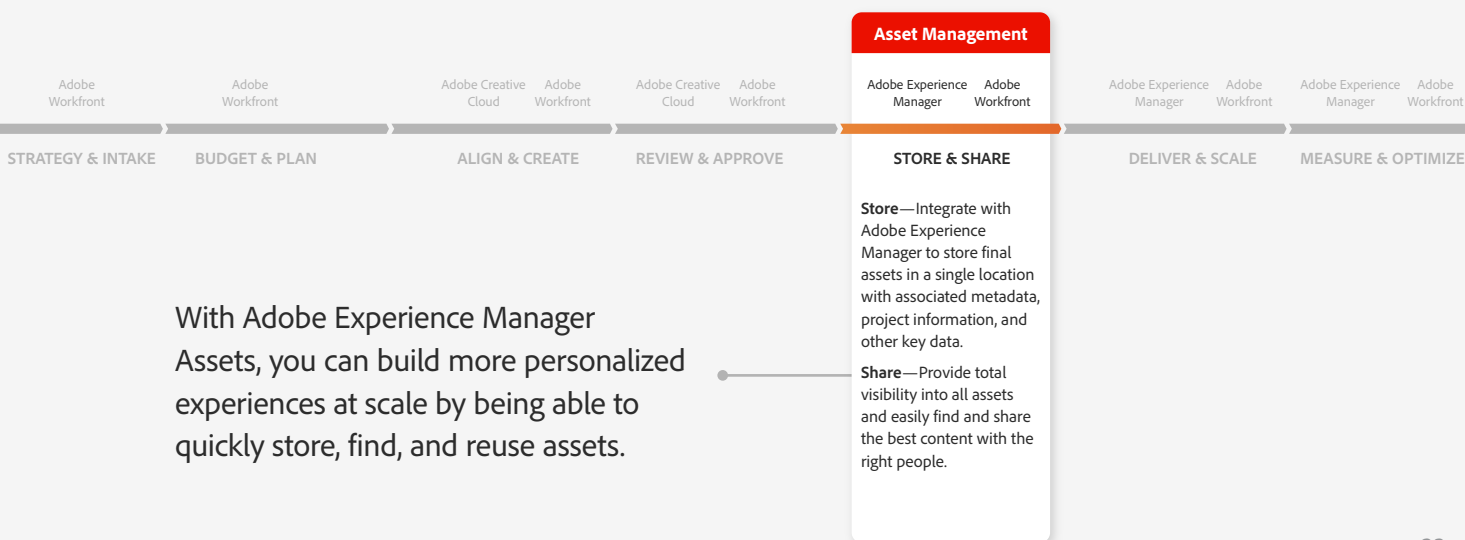 Asset Management
Adobe Workfront
Adobe Workfront
Adobe Creative Cloud
Adobe Workfront
Adobe Creative Cloud
Adobe Workfront
Adobe Experience Manager
Adobe Workfront
Adobe Experience Manager
Adobe Workfront
Adobe Experience Manager
Adobe Workfront
STRATEGY & INTAKE
BUDGET & PLAN
ALIGN & CREATE
REVIEW & APPROVE
STORE & SHARE
DELIVER & SCALE
MEASURE & OPTIMIZE
With Adobe Experience Manager
Assets, you can build more personalized
experiences at scale by being able to
quickly store, find, and reuse assets.
Store—Integrate with
Adobe Experience
Manager to store final
assets in a single location
with associated metadata,
project information, and
other key data.
Share—Provide total
visibility into all assets
and easily find and share
the best content with the
right people.